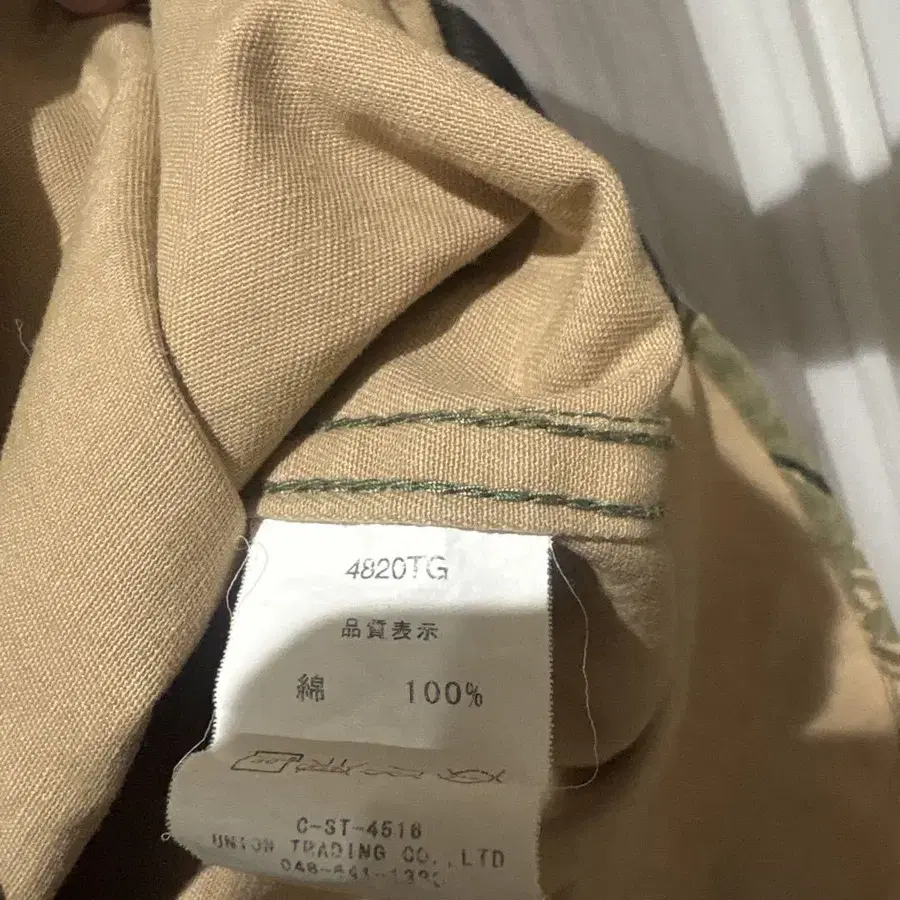 4820TG
品質表示
綿 100%
C-ST-4518
UNION TRADING CO.,LTD